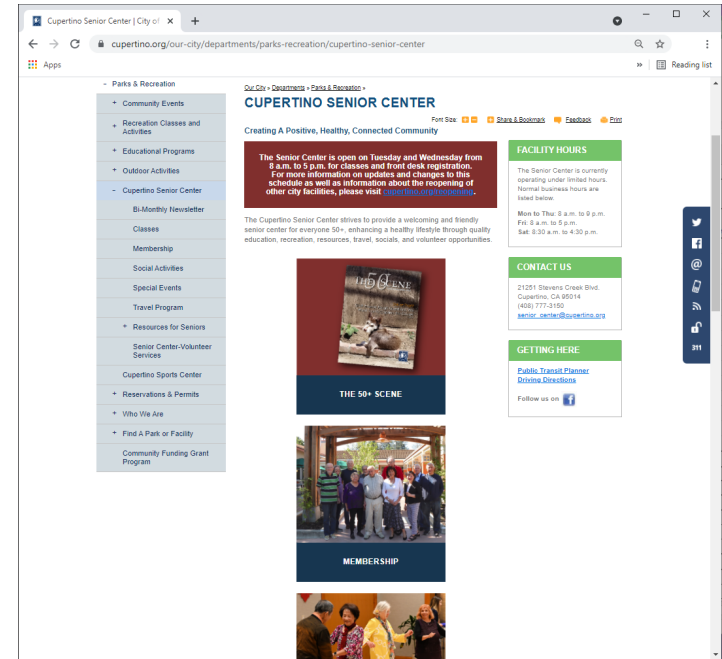 Cupertino Senior Center | City of
cupertino.org/our-city/departments/parks-recreation/cupertino-senior-center
Apps
»
Reading list
- Parks & Recreation
+ Community Events
+ Recreation Classes and
Activities
+ Educational Programs
+ Outdoor Activities
- Cupertino Senior Center
Bi-Monthly Newsletter
Classes
Membership
Social Activities
Special Events
Travel Program
+ Resources for Seniors
Senior Center-Volunteer
Services
Cupertino Sports Center
+ Reservations & Permits
+ Who We Are
+ Find A Park or Facility
Community Funding Grant
Program
Our City » Departments » Parks & Recreation »
CUPERTINO SENIOR CENTER
Font Size: + - + Share & Bookmark Feedback Print
Creating A Positive, Healthy, Connected Community
The Senior Center is open on Tuesday and Wednesday from
8 a.m. to 5 p.m. for classes and front desk registration.
For more information on updates and changes to this
schedule as well as information about the reopening of
other city facilities, please visit cupertino.org/reopening.
The Cupertino Senior Center strives to provide a welcoming and friendly
senior center for everyone 50+, enhancing a healthy lifestyle through quality
education, recreation, resources, travel, socials, and volunteer opportunities.
THE 50+ SCENE
MEMBERSHIP
FACILITY HOURS
The Senior Center is currently
operating under limited hours.
Normal business hours are
listed below.
Mon to Thu: 8 a.m. to 9 p.m.
Fri: 8 a.m. to 5 p.m.
Sat: 8:30 a.m. to 4:30 p.m.
CONTACT US
21251 Stevens Creek Blvd.
Cupertino, CA 95014
(408) 777-3150
senior_center@cupertino.org
GETTING HERE
Public Transit Planner
Driving Directions
Follow us on
311